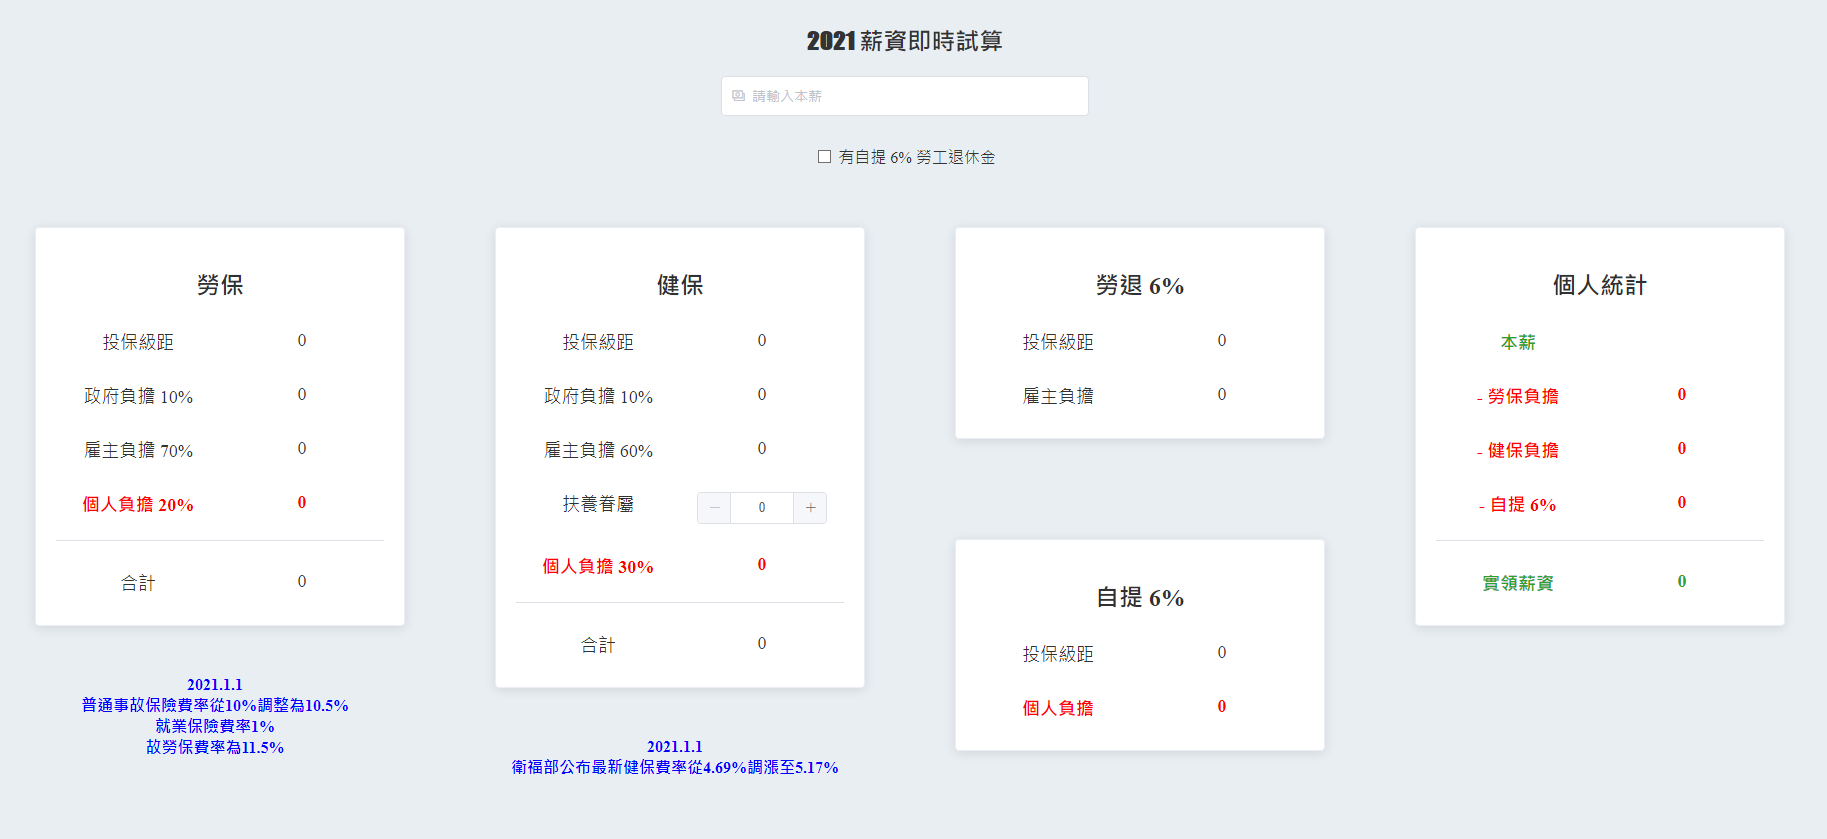 2021 薪資即時試算
請輸入本薪
有自提 6% 勞工退休金
勞保
投保級距 0
政府負擔 10% 0
雇主負擔 70% 0
個人負擔 20% 0
合計 0
2021.1.1
普通事故保險費率從10%調整為10.5%
就業保險費率1%
故勞保費率為11.5%
健保
投保級距 0
政府負擔 10% 0
雇主負擔 60% 0
扶養眷屬 − 0 +
個人負擔 30% 0
合計 0
2021.1.1
衛福部公布最新健保費率從4.69%調漲至5.17%
勞退 6%
投保級距 0
雇主負擔 0
自提 6%
投保級距 0
個人負擔 0
個人統計
本薪
- 勞保負擔 0
- 健保負擔 0
- 自提 6% 0
實領薪資 0